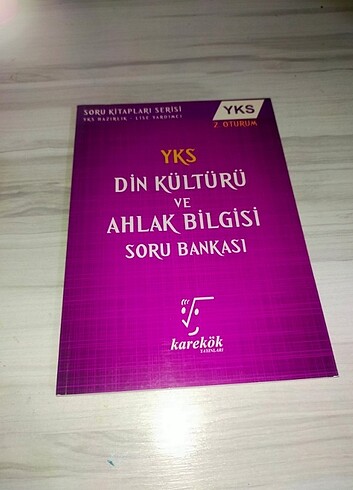 SORU KİTAPLARI SERİSİ
YKS HAZIRLIK - LİSE YARDIMCI
YKS
2. OTURUM
YKS
DİN KÜLTÜRÜ
VE
AHLAK BİLGİSİ
SORU BANKASI
karekök
YAYINLARI